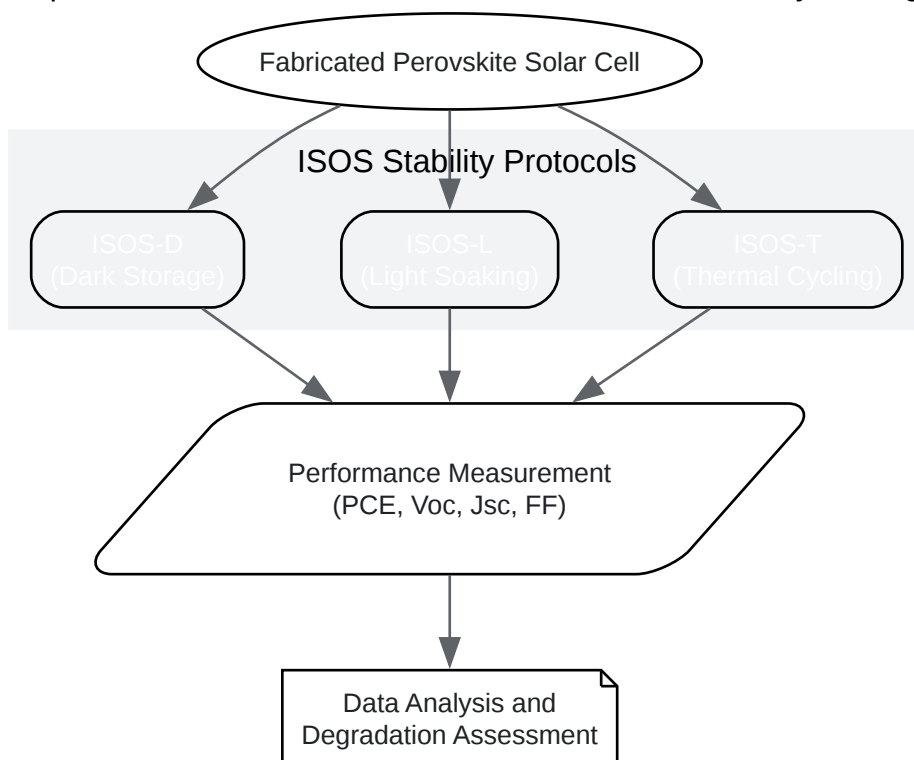 Fabricated Perovskite Solar Cell
ISOS Stability Protocols
ISOS-D
(Dark Storage)
ISOS-L
(Light Soaking)
ISOS-T
(Thermal Cycling)
Performance Measurement
(PCE, Voc, Jsc, FF)
Data Analysis and
Degradation Assessment